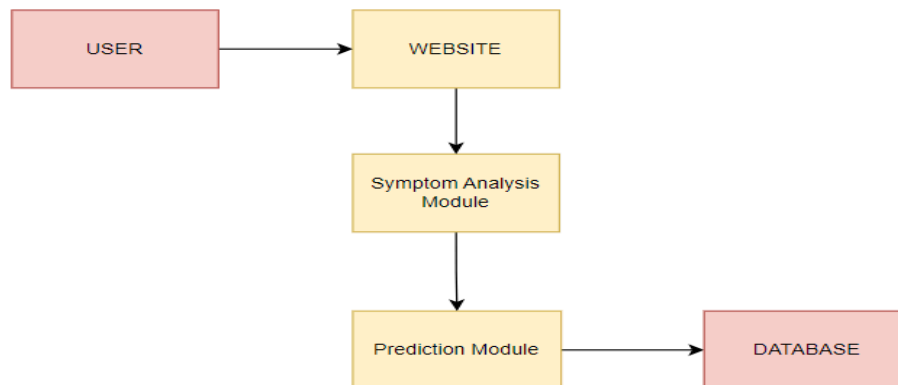 USER
WEBSITE
Symptom Analysis
Module
Prediction Module
DATABASE